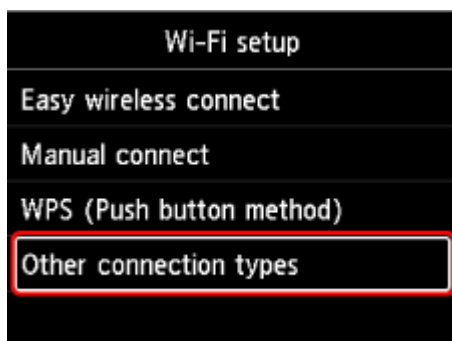 Wi-Fi setup
Easy wireless connect
Manual connect
WPS (Push button method)
Other connection types